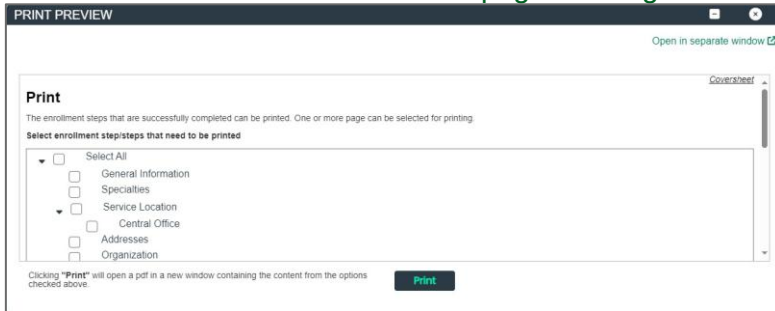 PRINT PREVIEW
Open in separate window
Coversheet
Print
The enrollment steps that are successfully completed can be printed. One or more page can be selected for printing.
Select enrollment step/steps that need to be printed
Select All
General Information
Specialties
Service Location
Central Office
Addresses
Organization
Clicking "Print" will open a pdf in a new window containing the content from the options
checked above.
Print